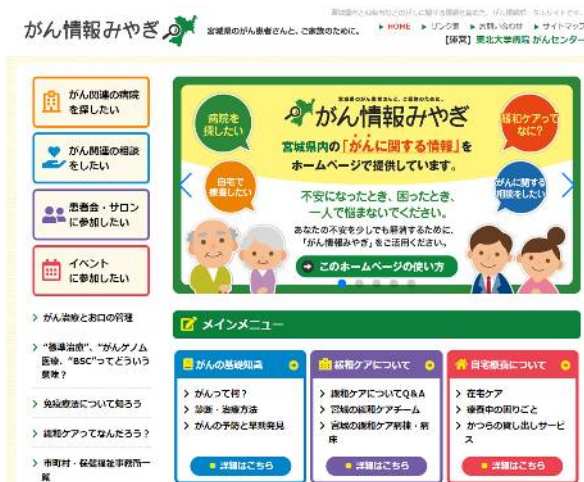 がん情報みやぎ
宮城県のがん患者さんと、ご家族のために。
HOME
リンク集
お問い合わせ
サイトマップ
【運営】東北大学病院 がんセンター
がん関連の病院
を探したい
がん関連の相談
をしたい
患者会・サロン
に参加したい
イベント
に参加したい
がん治療とお口の管理
“標準治療”、“がんゲノム
医療、“BSC”ってどういう
意味？
免疫療法について知ろう
緩和ケアってなんだろう？
市町村・保健福祉事務所一
覧
病院を
探したい
自宅で
療養したい
宮城県のがん患者さんと、ご家族のために。
がん情報みやぎ
宮城県内の「がんに関する情報」を
ホームページで提供しています。
不安になったとき、困ったとき、
一人で悩まないでください。
あなたの不安を少しでも解消するために、
「がん情報みやぎ」をご活用ください。
このホームページの使い方
緩和ケアって
なに？
がんに関する
相談をしたい
メインメニュー
がんの基礎知識
がんって何？
診断・治療方法
がんの予防と早期発見
詳細はこちら
緩和ケアについて
緩和ケアについてQ&A
宮城の緩和ケアチーム
宮城の緩和ケア病棟・病
床
詳細はこちら
自宅療養について
在宅ケア
療養中の困りごと
かつらの貸し出しサービ
ス
詳細はこちら